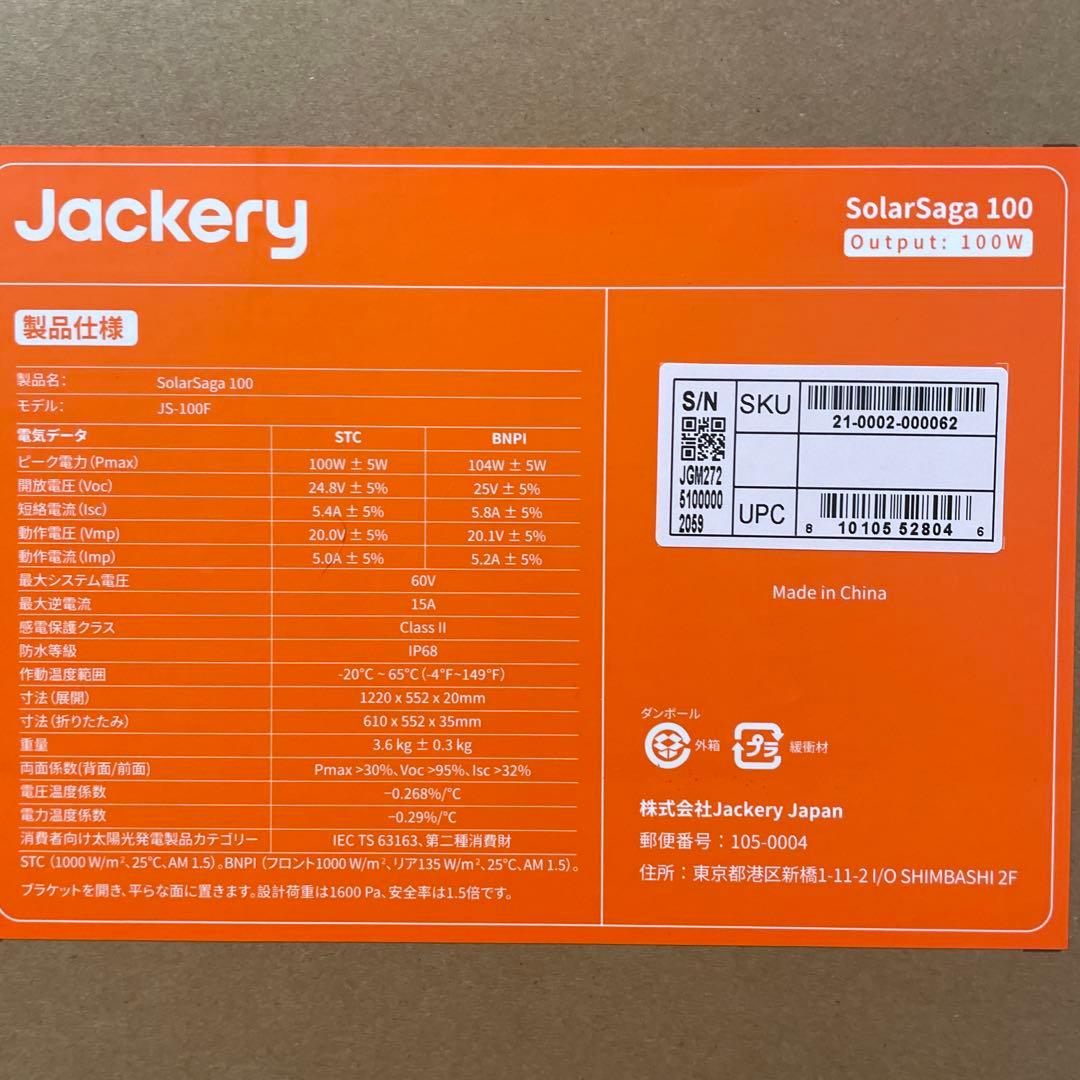 Jackery
SolarSaga 100
Output: 100W
製品仕様
製品名: SolarSaga 100
モデル: JS-100F
電気データ STC BNPI
ピーク電力(Pmax) 100W ± 5W 104W ± 5W
開放電圧(Voc) 24.8V ± 5% 25V ± 5%
短絡電流(Isc) 5.4A ± 5% 5.8A ± 5%
動作電圧 (Vmp) 20.0V ± 5% 20.1V ± 5%
動作電流(Imp) 5.0A ± 5% 5.2A ± 5%
最大システム電圧 60V
最大逆電流 15A
感電保護クラス Class II
防水等級 IP68
作動温度範囲 -20°C ~ 65°C (-4°F~149°F)
寸法(展開) 1220 x 552 x 20mm
寸法(折りたたみ) 610 x 552 x 35mm
重量 3.6 kg ± 0.3 kg
両面係数(背面/前面) Pmax >30%、Voc >95%、Isc >32%
電圧温度係数 −0.268%/°C
電力温度係数 −0.29%/°C
消費者向け太陽光発電製品カテゴリー IEC TS 63163、第二種消費財
STC (1000 W/m²、25°C、AM 1.5)。BNPI (フロント1000 W/m²、リア135 W/m²、25°C、AM 1.5)。
ブラケットを開き、平らな面に置きます。設計荷重は1600 Pa、安全率は1.5倍です。
S/N
JGM272
5100000
2059
SKU
21-0002-000062
UPC
8 10105 52804 6
Made in China
ダンボール
外箱 プラ 緩衝材
株式会社Jackery Japan
郵便番号:105-0004
住所:東京都港区新橋1-11-2 I/O SHIMBASHI 2F